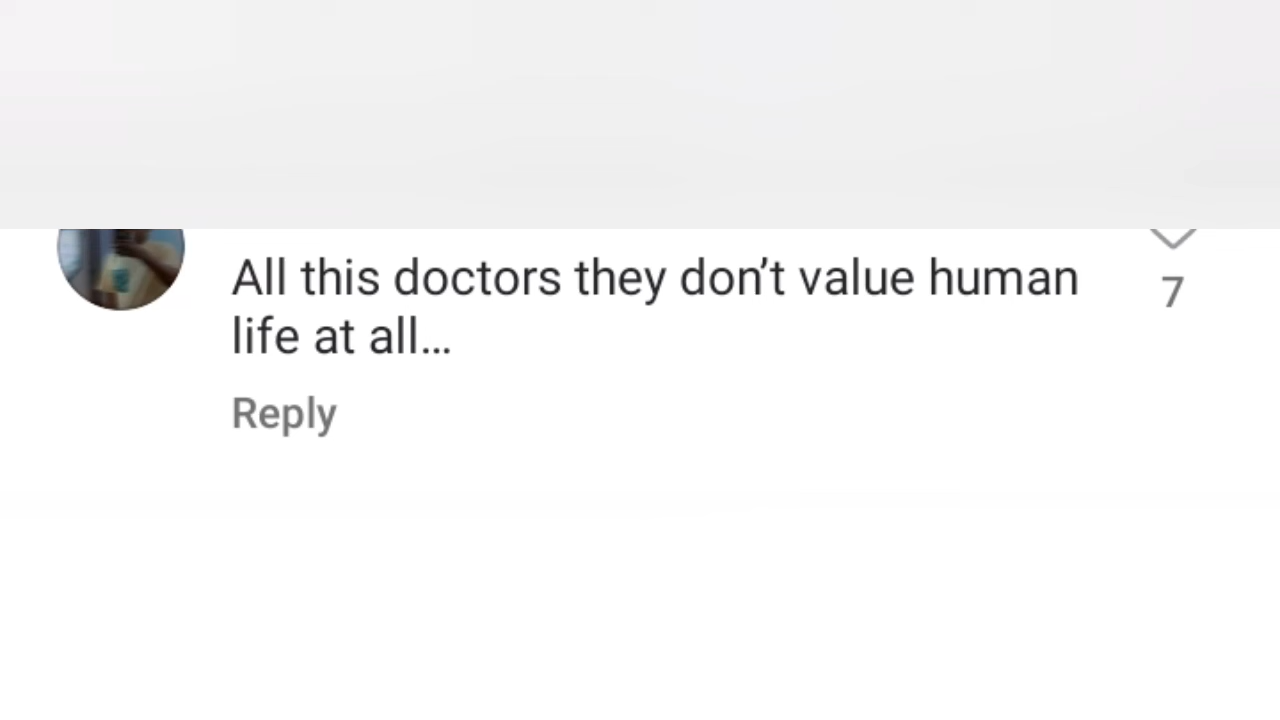 All this doctors they don’t value human
7
life at all…
Reply